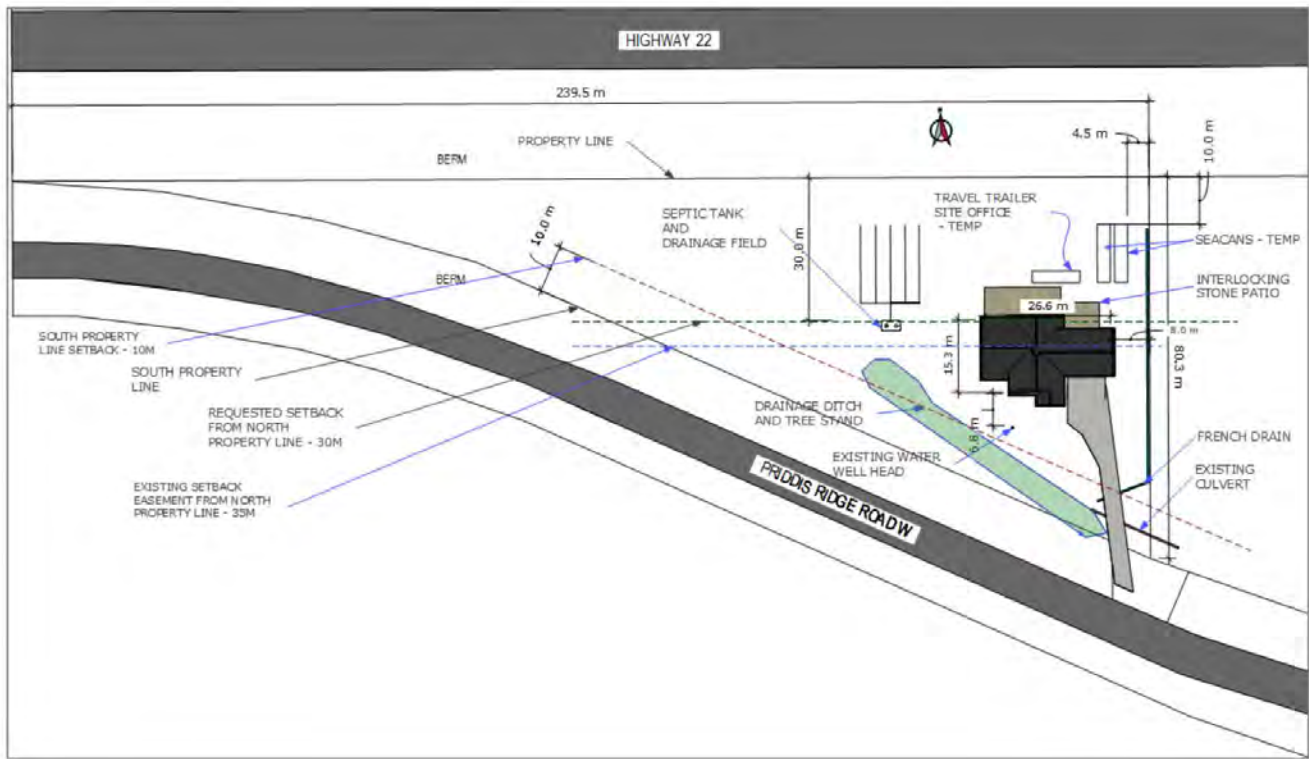 HIGHWAY 22
239.5 m
4.5 m
10.0 m
PROPERTY LINE
BERM
TRAVEL TRAILER
SITE OFFICE
- TEMP
SEPTIC TANK
AND
DRAINAGE FIELD
10.0 m
30.0 m
SEACANS - TEMP
BERM
INTERLOCKING
STONE PATIO
26.6 m
SOUTH PROPERTY
LINE SETBACK - 10M
8.0 m
SOUTH PROPERTY
LINE
15.3 m
80.3 m
REQUESTED SETBACK
FROM NORTH
PROPERTY LINE - 30M
DRAINAGE DITCH
AND TREE STAND
6.8 m
FRENCH DRAIN
EXISTING WATER
WELL HEAD
EXISTING
CULVERT
EXISTING SETBACK
EASEMENT FROM NORTH
PROPERTY LINE - 35M
PRIDDIS RIDGE ROAD W